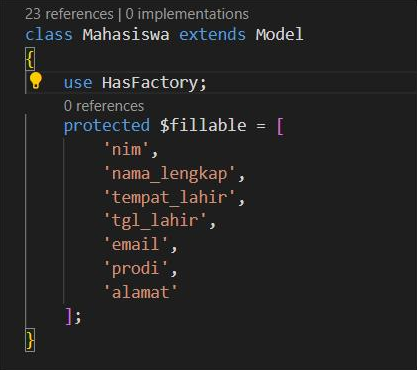 23 references | 0 implementations
class Mahasiswa extends Model
{
use HasFactory;
0 references
protected $fillable = [
'nim',
'nama_lengkap',
'tempat_lahir',
'tgl_lahir',
'email',
'prodi',
'alamat'
];
}